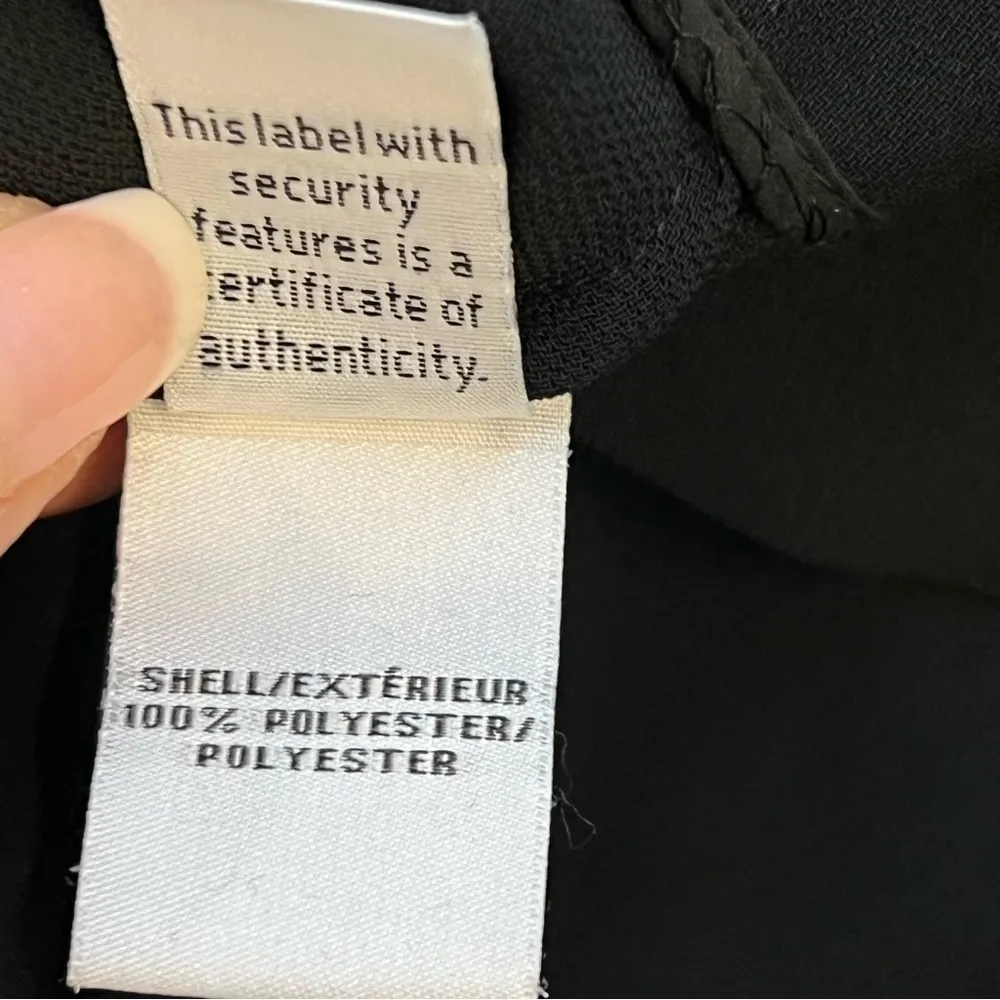 This label with
security
features is a
certificate of
authenticity.
SHELL/EXTÉRIEUR
100% POLYESTER/
POLYESTER